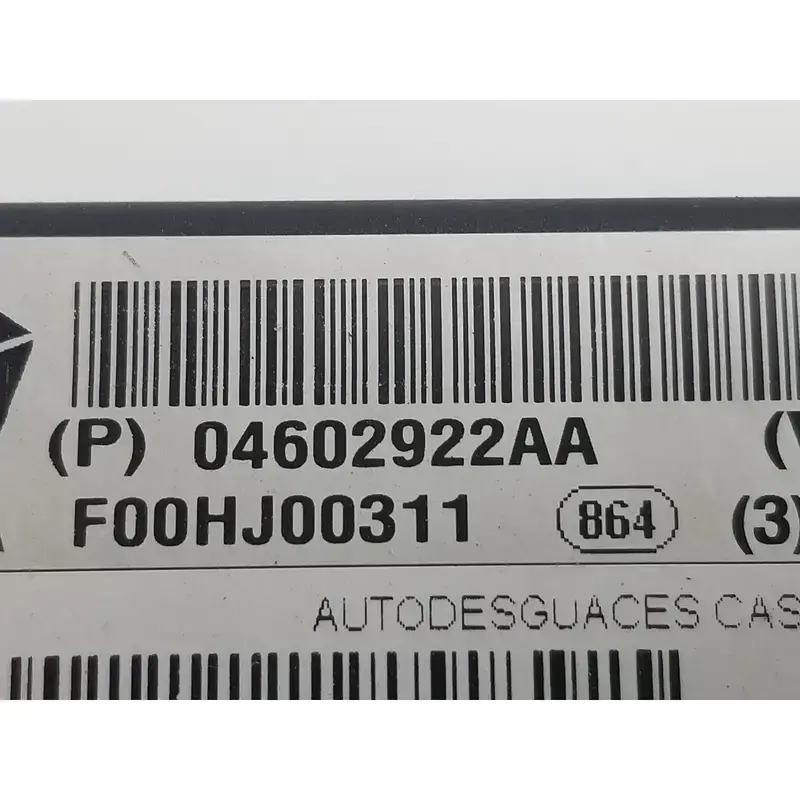 (P) 04602922AA (
F00HJ00311 864 (3)
AUTODESGUACES CAS